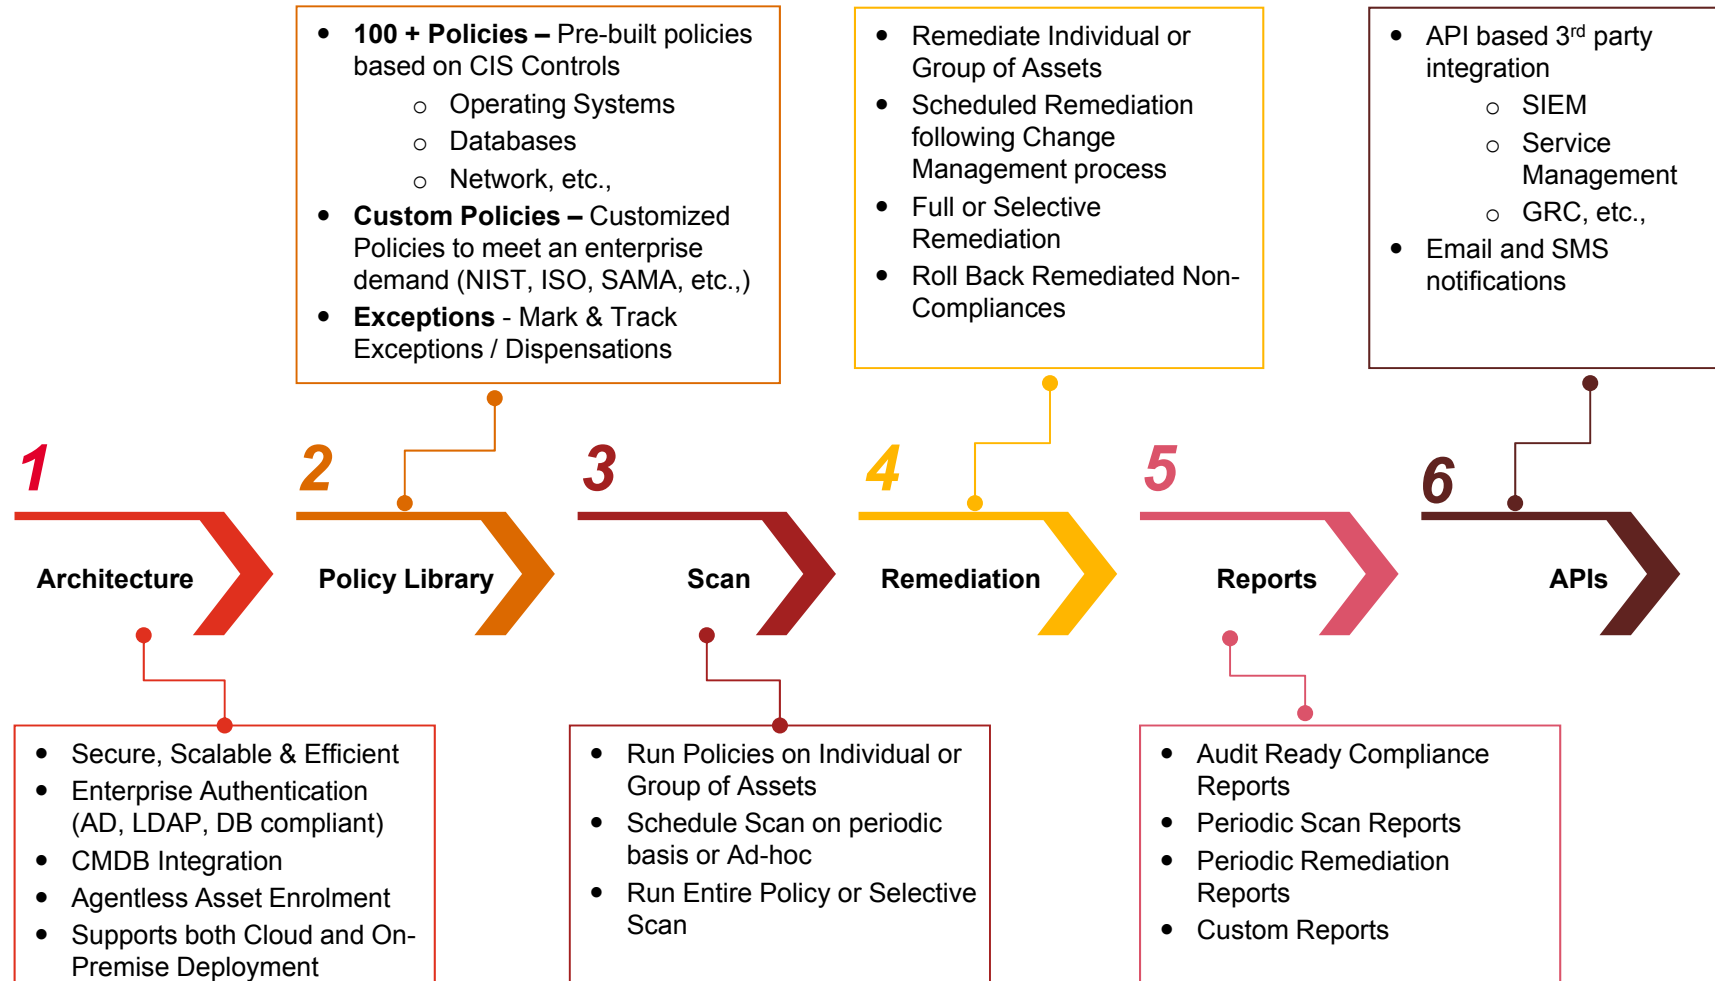 • 100 + Policies – Pre-built policies
based on CIS Controls
o Operating Systems
o Databases
o Network, etc.,
• Custom Policies – Customized
Policies to meet an enterprise
demand (NIST, ISO, SAMA, etc.,)
• Exceptions - Mark & Track
Exceptions / Dispensations
• Remediate Individual or
Group of Assets
• Scheduled Remediation
following Change
Management process
• Full or Selective
Remediation
• Roll Back Remediated Non-
Compliances
• API based 3rd party
integration
o SIEM
o Service
Management
o GRC, etc.,
• Email and SMS
notifications
1
Architecture
2
Policy Library
3
Scan
4
Remediation
5
Reports
6
APIs
• Secure, Scalable & Efficient
• Enterprise Authentication
(AD, LDAP, DB compliant)
• CMDB Integration
• Agentless Asset Enrolment
• Supports both Cloud and On-
Premise Deployment
• Run Policies on Individual or
Group of Assets
• Schedule Scan on periodic
basis or Ad-hoc
• Run Entire Policy or Selective
Scan
• Audit Ready Compliance
Reports
• Periodic Scan Reports
• Periodic Remediation
Reports
• Custom Reports